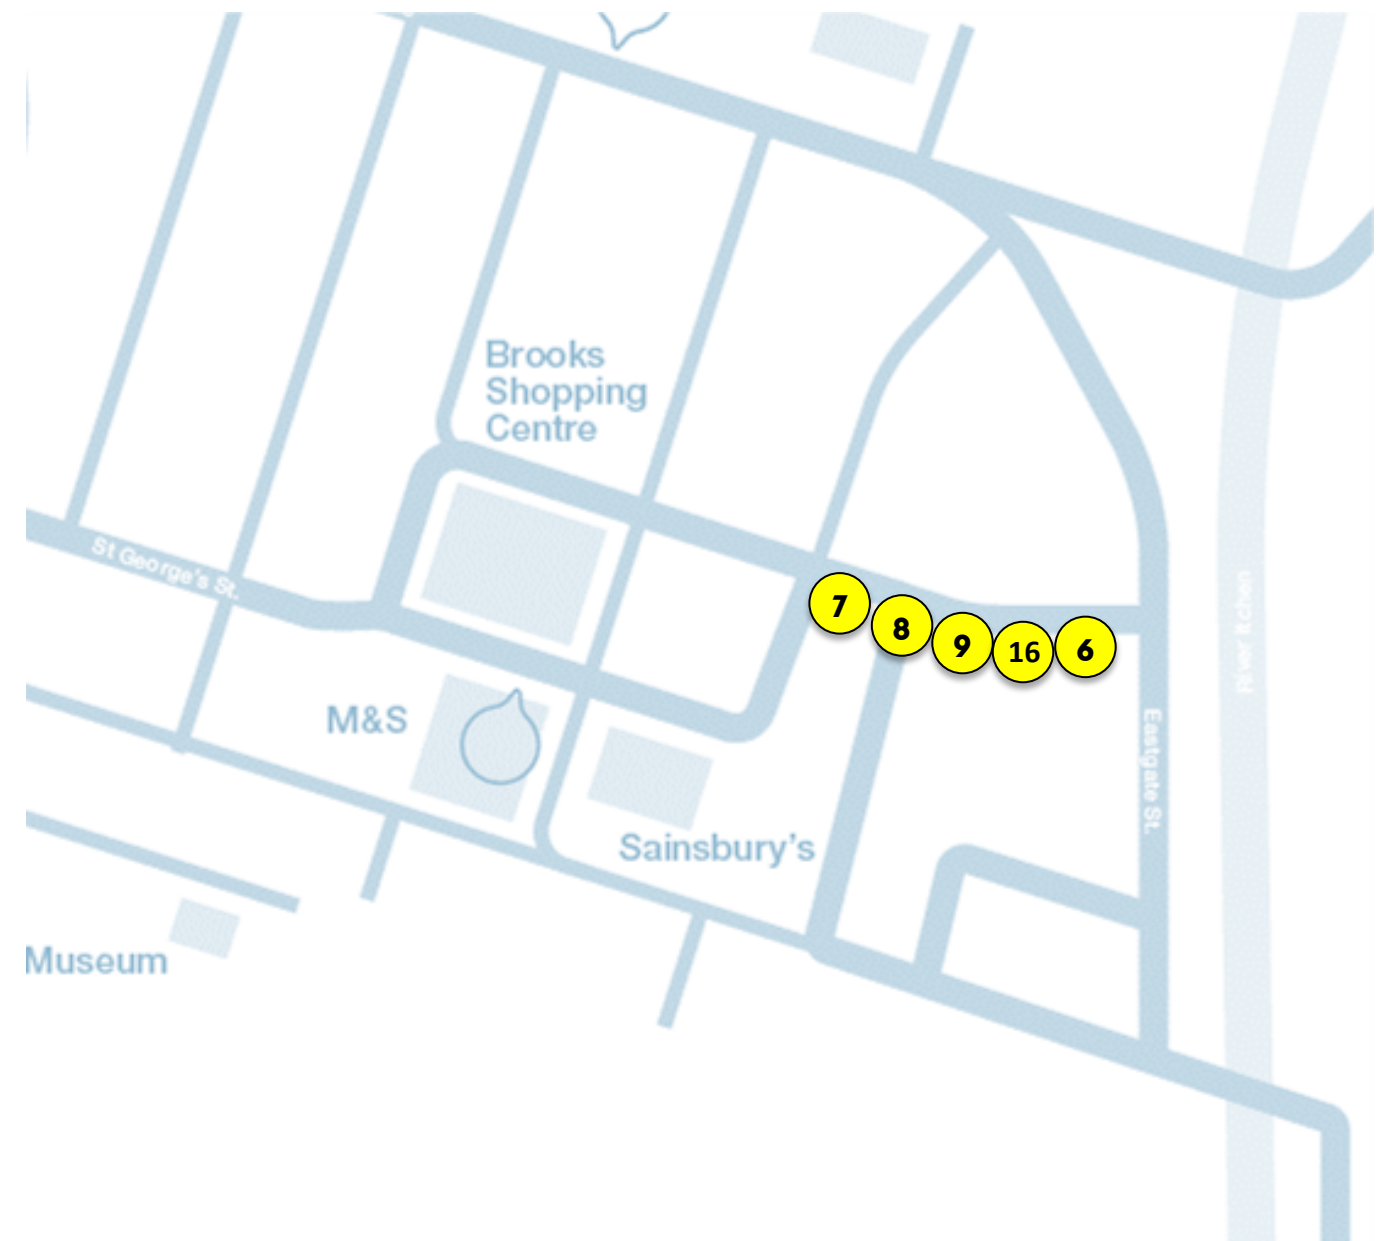 Brooks
Shopping
Centre
St George's St.
7
8
9
16
6
River Itchen
M&S
Eastgate St.
Sainsbury's
Museum